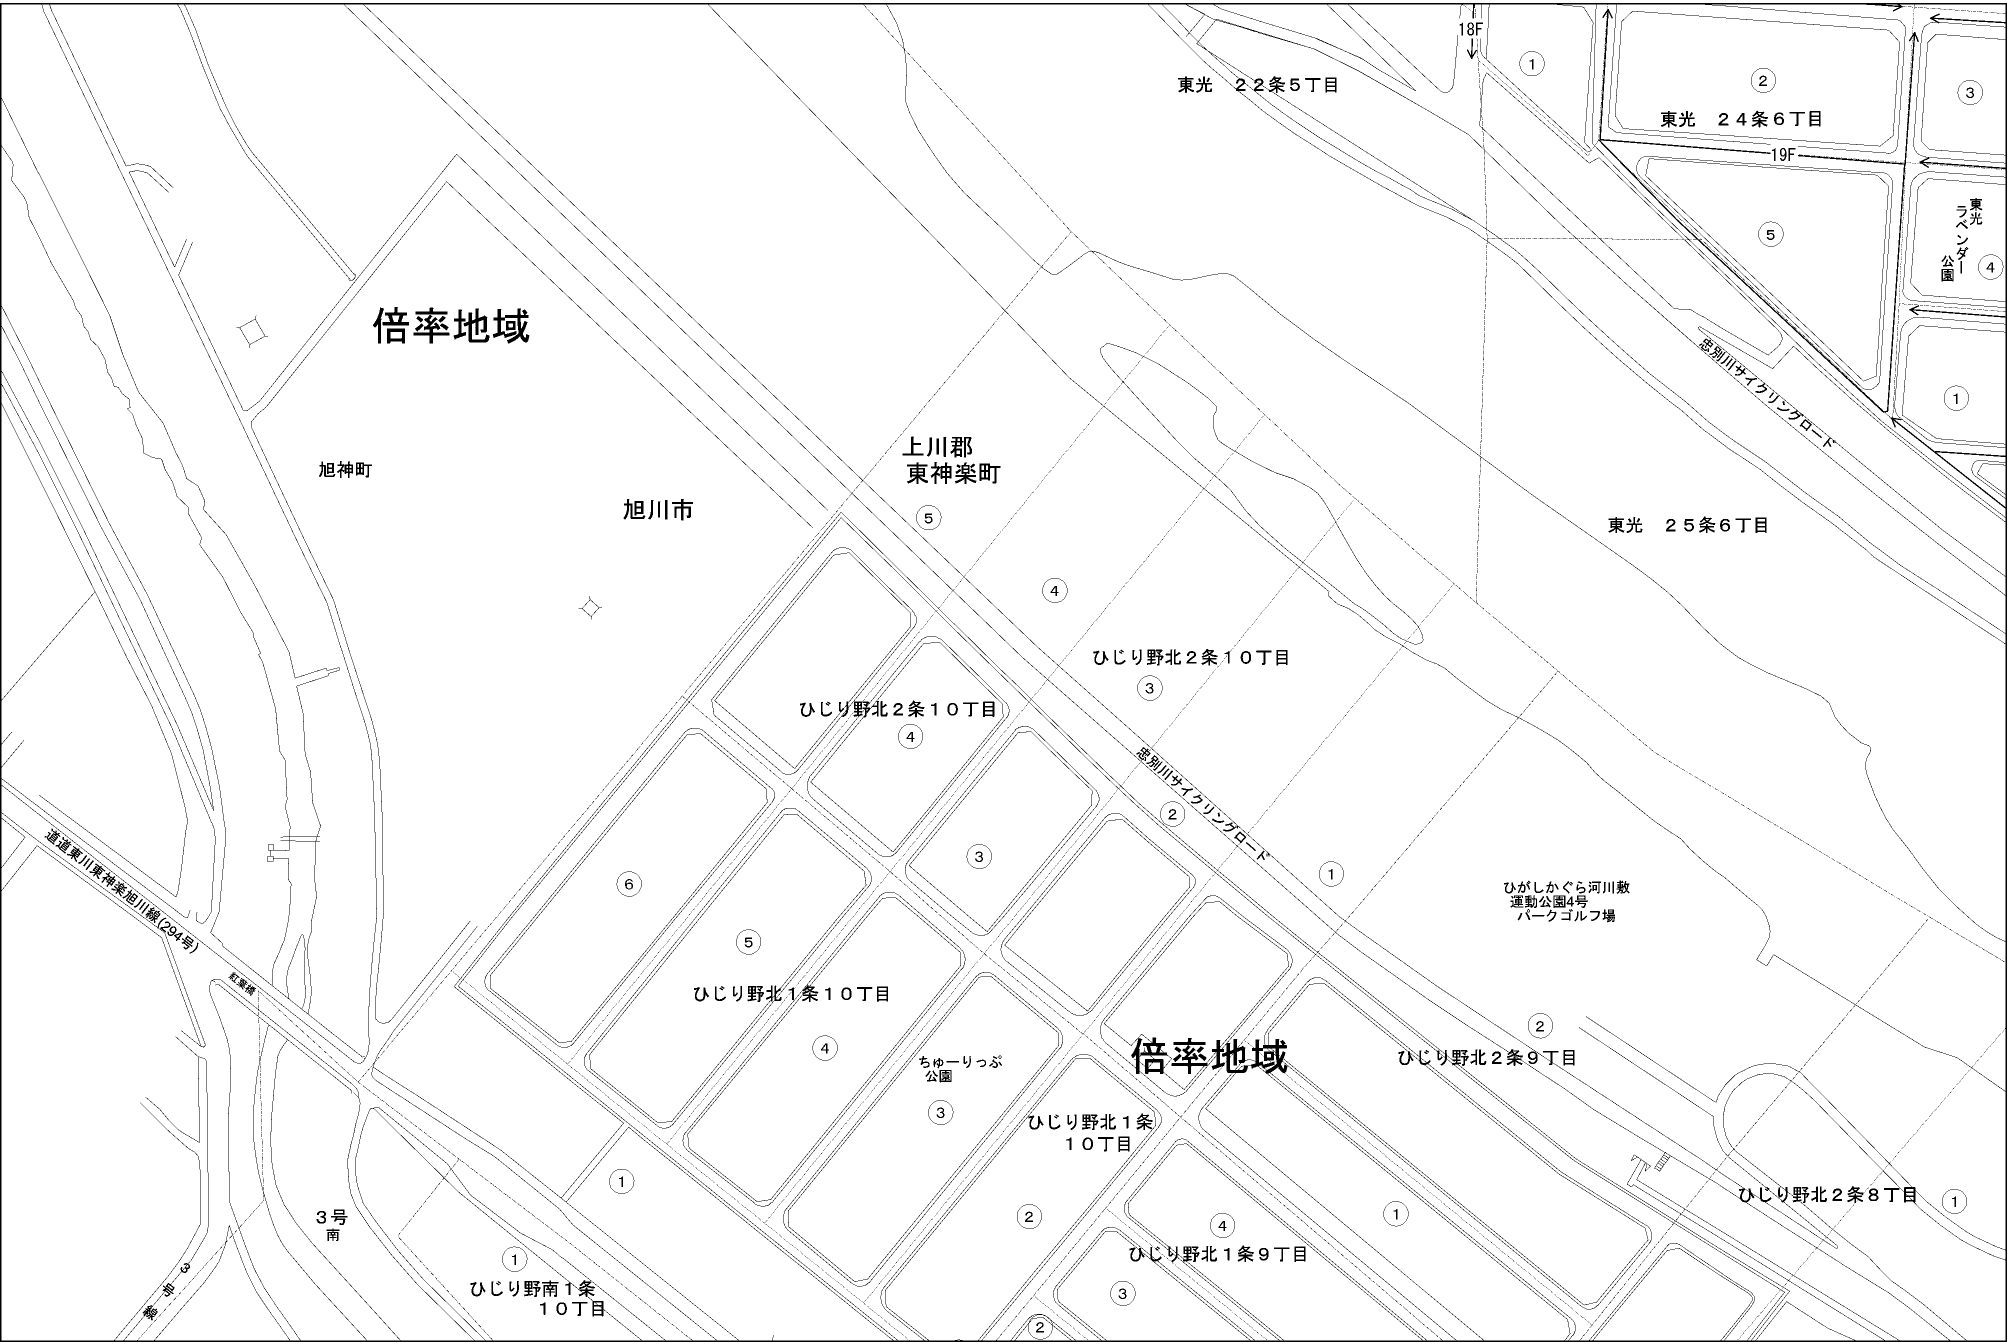 18F
①
②
③
東光　２２条５丁目
東光　２４条６丁目
19F
⑤
東光
ラベンダー
公園
④
倍率地域
忠別川サイクリングロード
①
上川郡
東神楽町
旭神町
旭川市
⑤
東光　２５条６丁目
④
ひじり野北２条１０丁目
③
ひじり野北２条１０丁目
④
忠別川サイクリングロード
②
道道東川東神楽旭川線(294号)
③
①
⑥
ひがしかぐら河川敷
運動公園4号
パークゴルフ場
⑤
紅葉橋
ひじり野北１条１０丁目
②
④
ちゅーりっぷ
公園
倍率地域
ひじり野北２条９丁目
③
ひじり野北１条
１０丁目
①
ひじり野北２条８丁目
①
３号
南
②
④
①
①
ひじり野北１条９丁目
３号線
ひじり野南１条
１０丁目
③
②